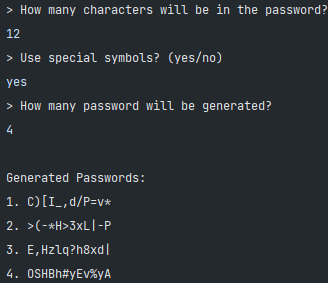 > How many characters will be in the password?
12
> Use special symbols? (yes/no)
yes
> How many password will be generated?
4
Generated Passwords:
1. C)[I_,d/P=v*
2. >(-*H>3xL|-P
3. E,Hzlq?h8xd|
4. OSHBh#yEv%yA